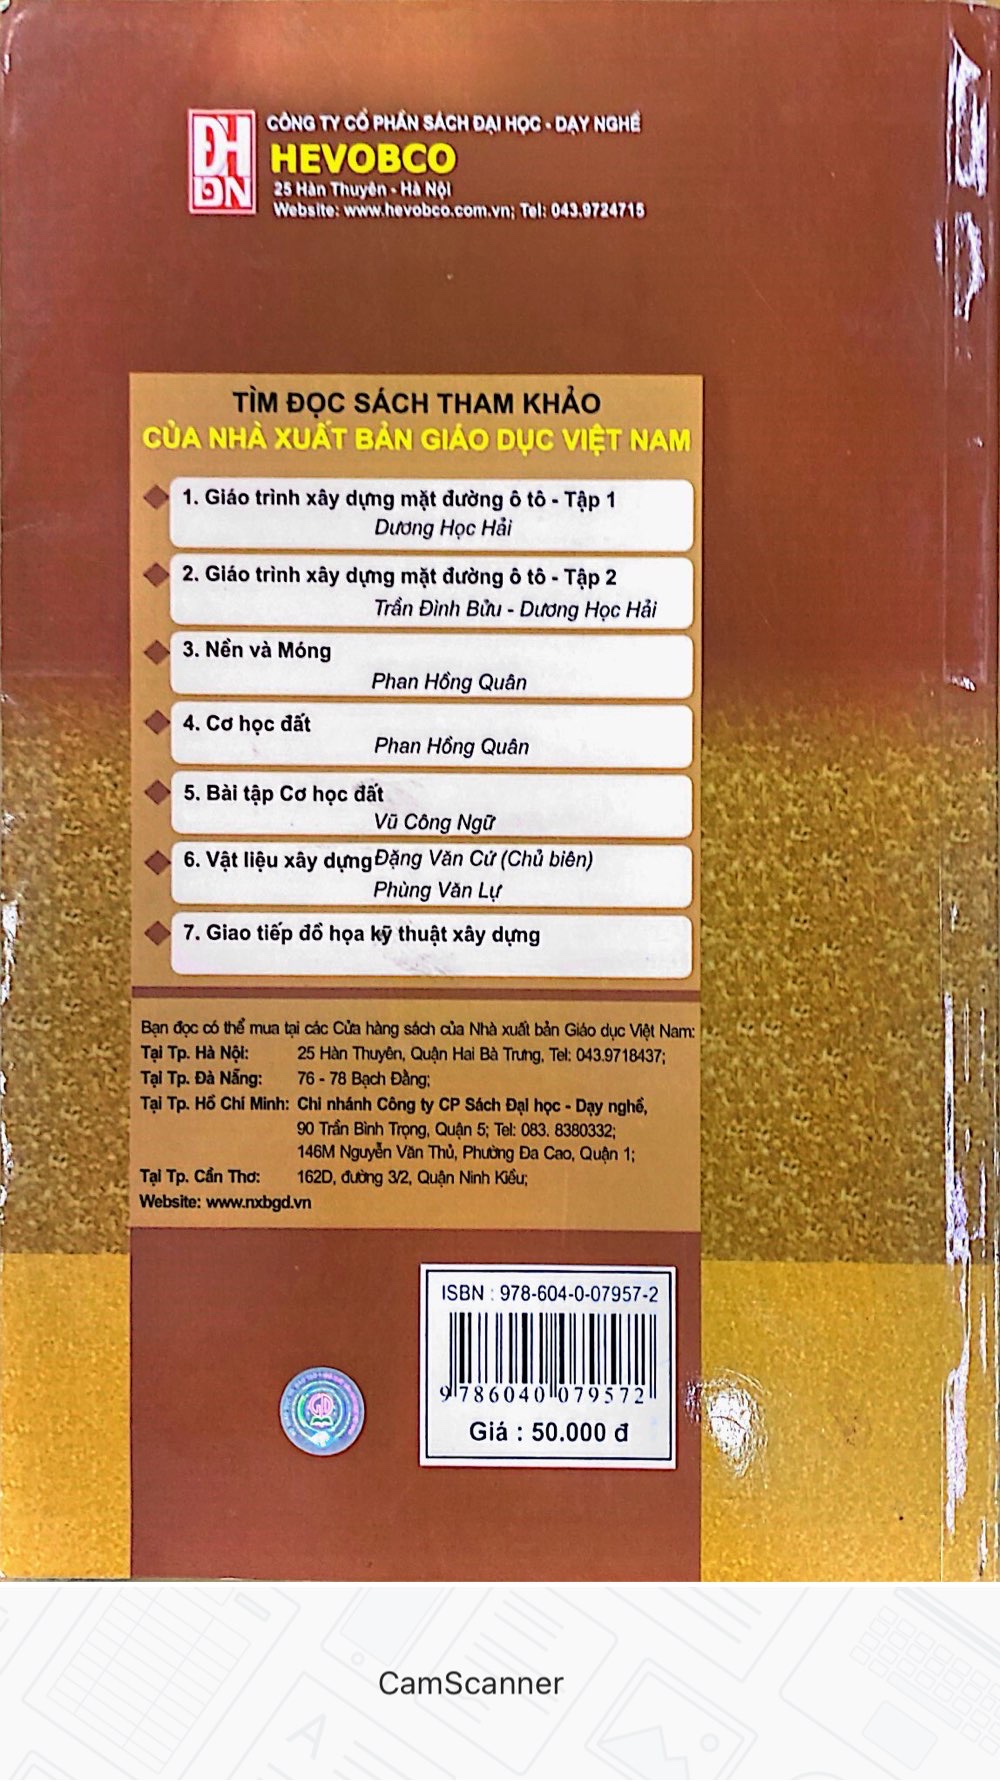 ĐH
DN
CÔNG TY CỔ PHẦN SÁCH ĐẠI HỌC - DẠY NGHỀ
HEVOBCO
25 Hàn Thuyên - Hà Nội
Website: www.hevobco.com.vn; Tel: 043.9724715
TÌM ĐỌC SÁCH THAM KHẢO
CỦA NHÀ XUẤT BẢN GIÁO DỤC VIỆT NAM
1. Giáo trình xây dựng mặt đường ô tô - Tập 1
Dương Học Hải
2. Giáo trình xây dựng mặt đường ô tô - Tập 2
Trần Đình Bửu - Dương Học Hải
3. Nền và Móng
Phan Hồng Quân
4. Cơ học đất
Phan Hồng Quân
5. Bài tập Cơ học đất
Vũ Công Ngữ
6. Vật liệu xây dựng Đặng Văn Cứ (Chủ biên)
Phùng Văn Lự
7. Giao tiếp đồ họa kỹ thuật xây dựng
Bạn đọc có thể mua tại các Cửa hàng sách của Nhà xuất bản Giáo dục Việt Nam:
Tại Tp. Hà Nội: 25 Hàn Thuyên, Quận Hai Bà Trưng, Tel: 043.9718437;
Tại Tp. Đà Nẵng: 76 - 78 Bạch Đằng;
Tại Tp. Hồ Chí Minh: Chi nhánh Công ty CP Sách Đại học - Dạy nghề,
90 Trần Bình Trọng, Quận 5; Tel: 083. 8380332;
146M Nguyễn Văn Thủ, Phường Đa Cao, Quận 1;
Tại Tp. Cần Thơ: 162D, đường 3/2, Quận Ninh Kiều;
Website: www.nxbgd.vn
ISBN : 978-604-0-07957-2
9 786040 079572
Giá : 50.000 đ
CamScanner